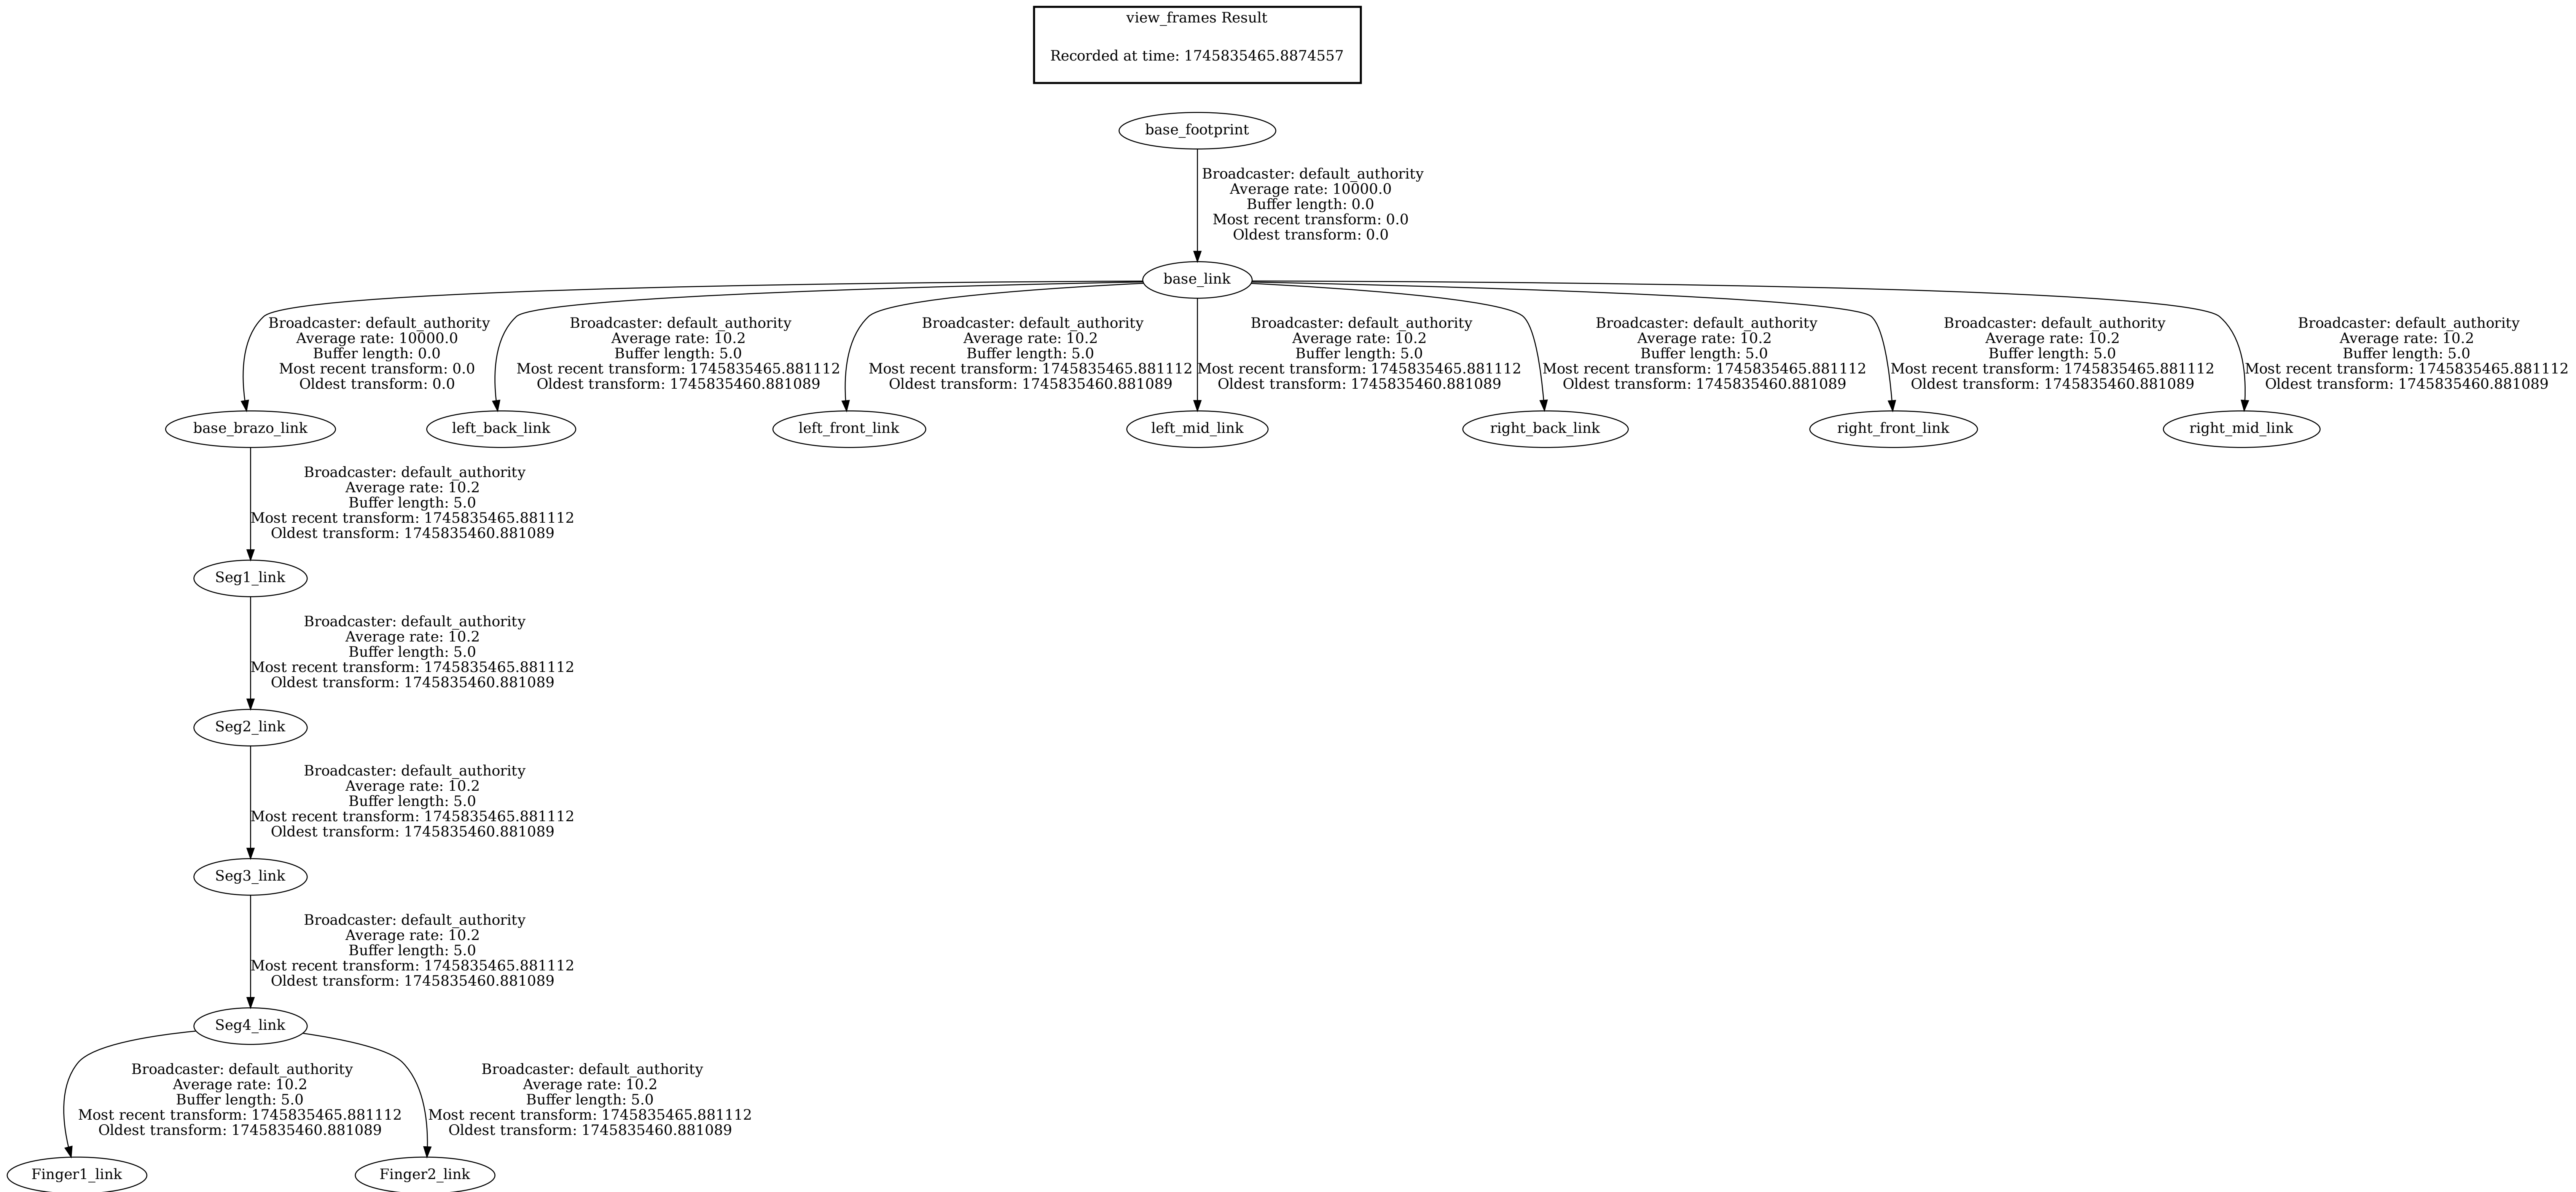 view_frames Result
Recorded at time: 1745835465.8874557
base_footprint
Broadcaster: default_authority
Average rate: 10000.0
Buffer length: 0.0
Most recent transform: 0.0
Oldest transform: 0.0
base_link
Broadcaster: default_authority
Average rate: 10000.0
Buffer length: 0.0
Most recent transform: 0.0
Oldest transform: 0.0
Broadcaster: default_authority
Average rate: 10.2
Buffer length: 5.0
Most recent transform: 1745835465.881112
Oldest transform: 1745835460.881089
Broadcaster: default_authority
Average rate: 10.2
Buffer length: 5.0
Most recent transform: 1745835465.881112
Oldest transform: 1745835460.881089
Broadcaster: default_authority
Average rate: 10.2
Buffer length: 5.0
Most recent transform: 1745835465.881112
Oldest transform: 1745835460.881089
Broadcaster: default_authority
Average rate: 10.2
Buffer length: 5.0
Most recent transform: 1745835465.881112
Oldest transform: 1745835460.881089
Broadcaster: default_authority
Average rate: 10.2
Buffer length: 5.0
Most recent transform: 1745835465.881112
Oldest transform: 1745835460.881089
Broadcaster: default_authority
Average rate: 10.2
Buffer length: 5.0
Most recent transform: 1745835465.881112
Oldest transform: 1745835460.881089
base_brazo_link
left_back_link
left_front_link
left_mid_link
right_back_link
right_front_link
right_mid_link
Broadcaster: default_authority
Average rate: 10.2
Buffer length: 5.0
Most recent transform: 1745835465.881112
Oldest transform: 1745835460.881089
Seg1_link
Broadcaster: default_authority
Average rate: 10.2
Buffer length: 5.0
Most recent transform: 1745835465.881112
Oldest transform: 1745835460.881089
Seg2_link
Broadcaster: default_authority
Average rate: 10.2
Buffer length: 5.0
Most recent transform: 1745835465.881112
Oldest transform: 1745835460.881089
Seg3_link
Broadcaster: default_authority
Average rate: 10.2
Buffer length: 5.0
Most recent transform: 1745835465.881112
Oldest transform: 1745835460.881089
Seg4_link
Broadcaster: default_authority
Average rate: 10.2
Buffer length: 5.0
Most recent transform: 1745835465.881112
Oldest transform: 1745835460.881089
Broadcaster: default_authority
Average rate: 10.2
Buffer length: 5.0
Most recent transform: 1745835465.881112
Oldest transform: 1745835460.881089
Finger1_link
Finger2_link